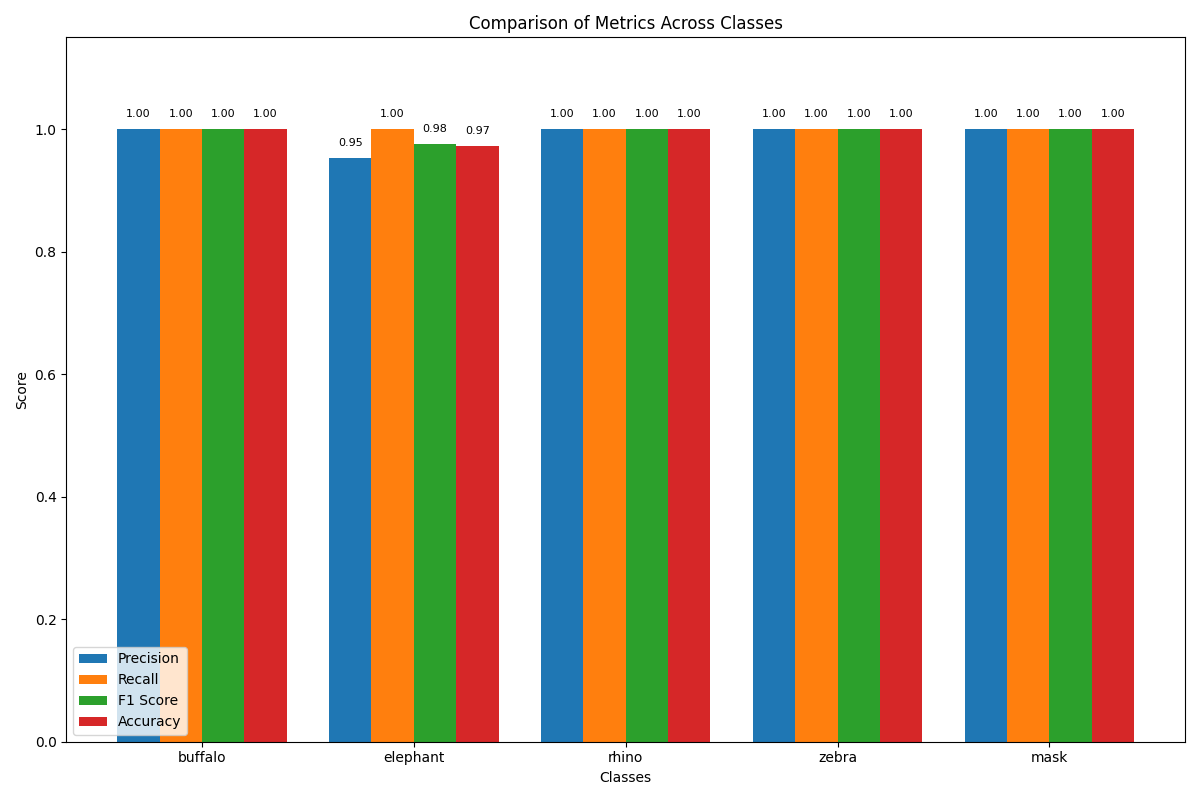 Comparison of Metrics Across Classes
1.00 1.00 1.00 1.00 0.95 1.00 0.98 0.97 1.00 1.00 1.00 1.00 1.00 1.00 1.00 1.00 1.00 1.00 1.00 1.00
1.0
0.8
0.6
0.4
0.2
0.0
Score
Precision
Recall
F1 Score
Accuracy
buffalo elephant rhino zebra mask
Classes